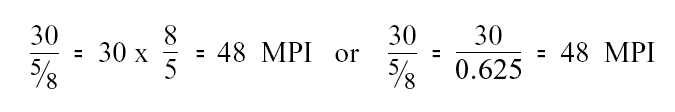 30/(5/8) = 30 x 8/5 = 48 MPI or 30/(5/8) = 30/0.625 = 48 MPI